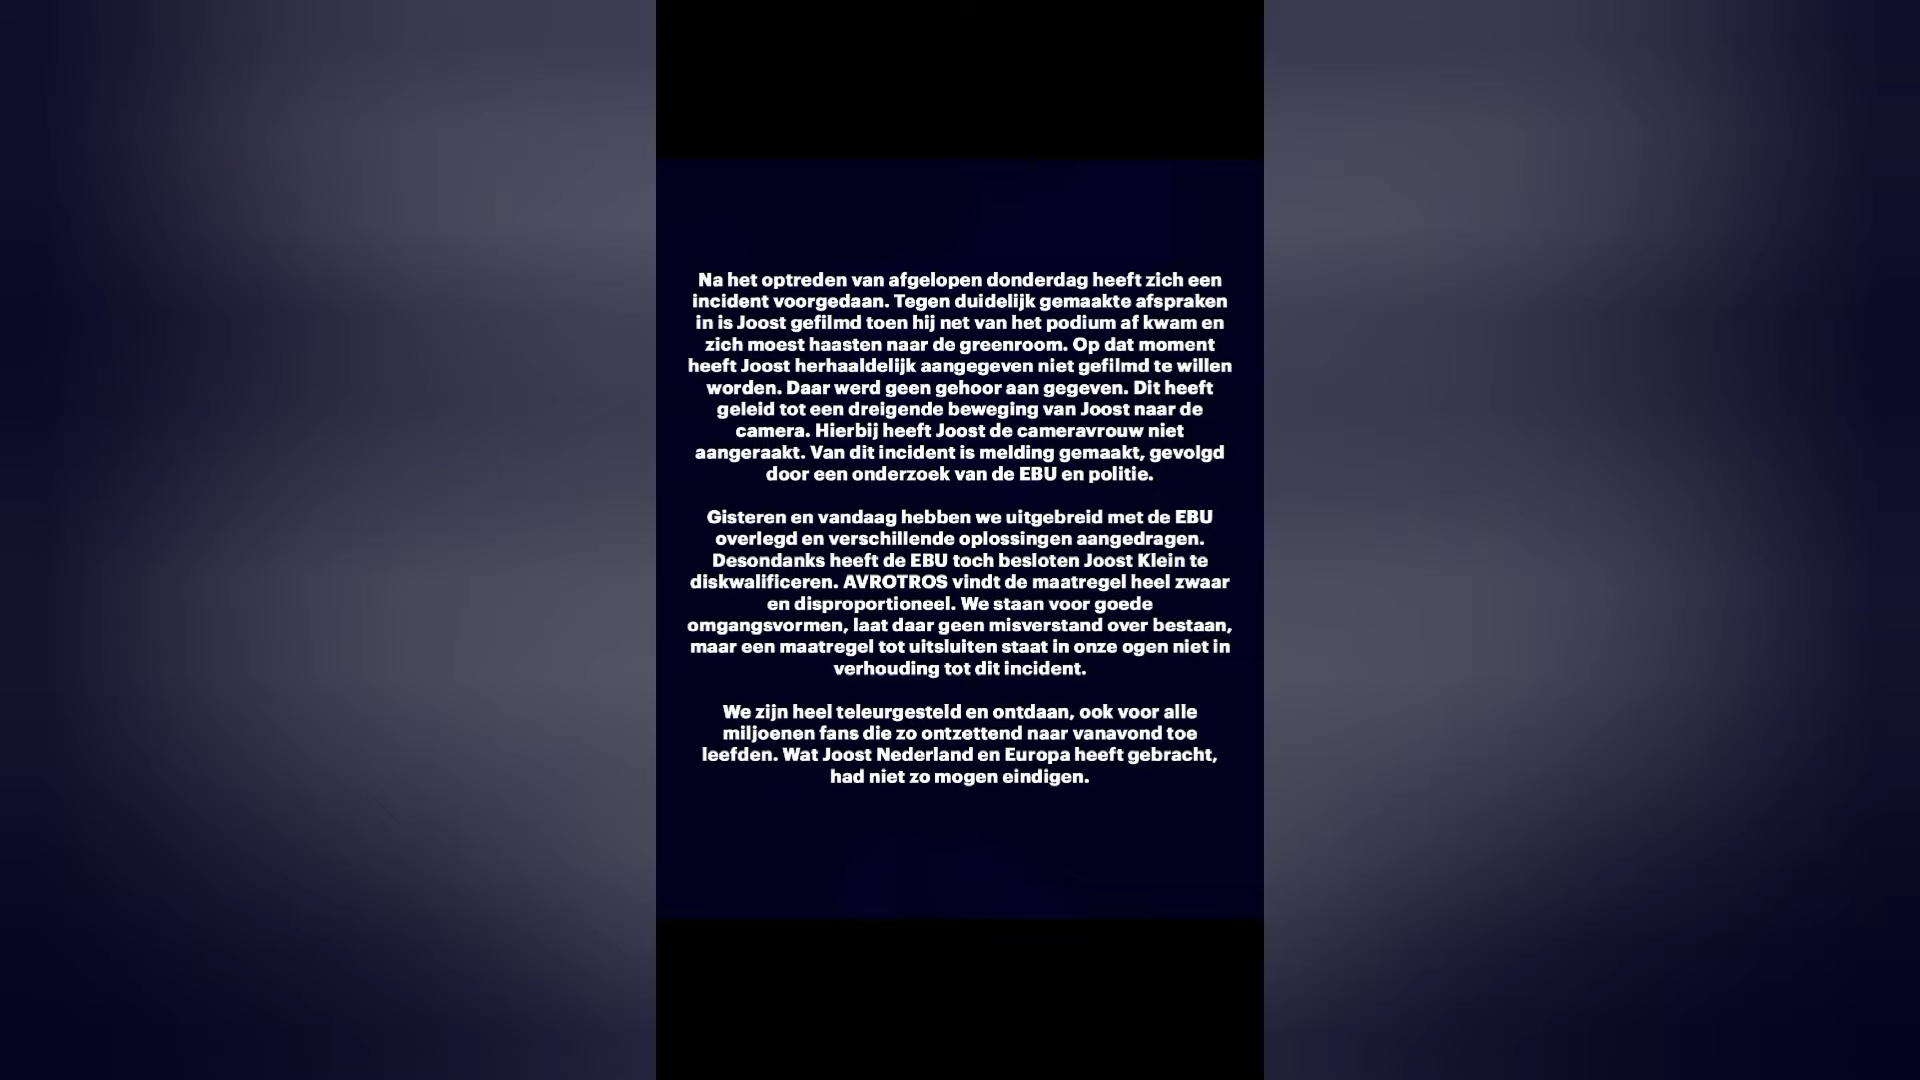 Na het optreden van afgelopen donderdag heeft zich een
incident voorgedaan. Tegen duidelijk gemaakte afspraken
in is Joost gefilmd toen hij net van het podium af kwam en
zich moest haasten naar de greenroom. Op dat moment
heeft Joost herhaaldelijk aangegeven niet gefilmd te willen
worden. Daar werd geen gehoor aan gegeven. Dit heeft
geleid tot een dreigende beweging van Joost naar de
camera. Hierbij heeft Joost de cameravrouw niet
aangeraakt. Van dit incident is melding gemaakt, gevolgd
door een onderzoek van de EBU en politie.
Gisteren en vandaag hebben we uitgebreid met de EBU
overlegd en verschillende oplossingen aangedragen.
Desondanks heeft de EBU toch besloten Joost Klein te
diskwalificeren. AVROTROS vindt de maatregel heel zwaar
en disproportioneel. We staan voor goede
omgangsvormen, laat daar geen misverstand over bestaan,
maar een maatregel tot uitsluiten staat in onze ogen niet in
verhouding tot dit incident.
We zijn heel teleurgesteld en ontdaan, ook voor alle
miljoenen fans die zo ontzettend naar vanavond toe
leefden. Wat Joost Nederland en Europa heeft gebracht,
had niet zo mogen eindigen.